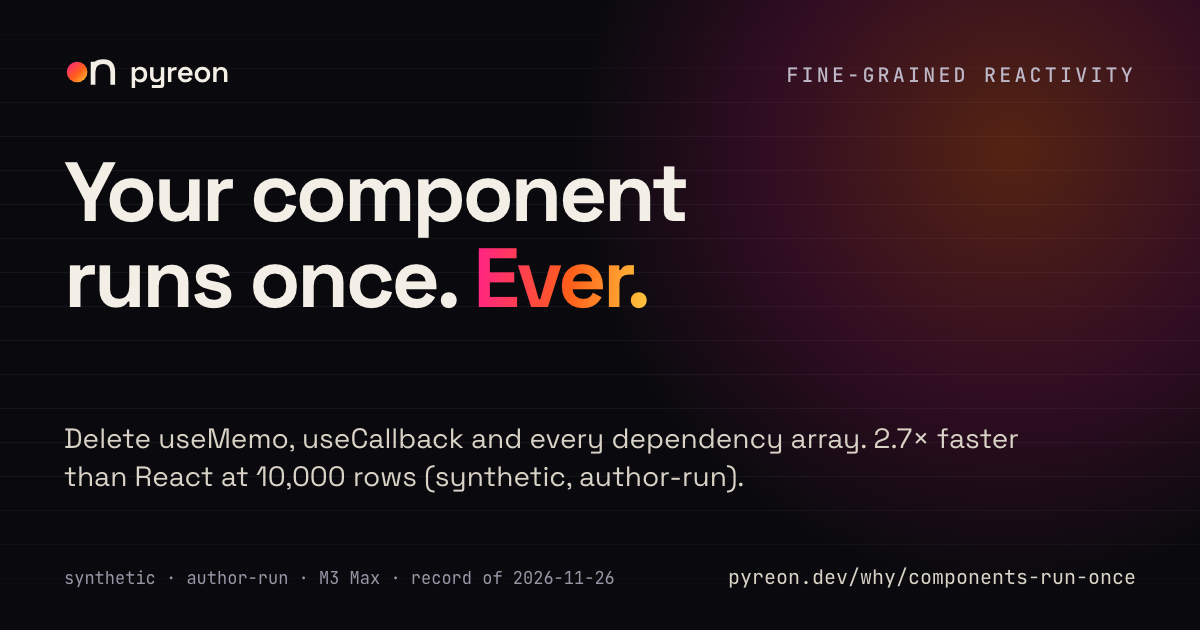 pyreon
FINE-GRAINED REACTIVITY
Your component
runs once. Ever.
Delete useMemo, useCallback and every dependency array. 2.7× faster
than React at 10,000 rows (synthetic, author-run).
synthetic · author-run · M3 Max · record of 2026-11-26
pyreon.dev/why/components-run-once